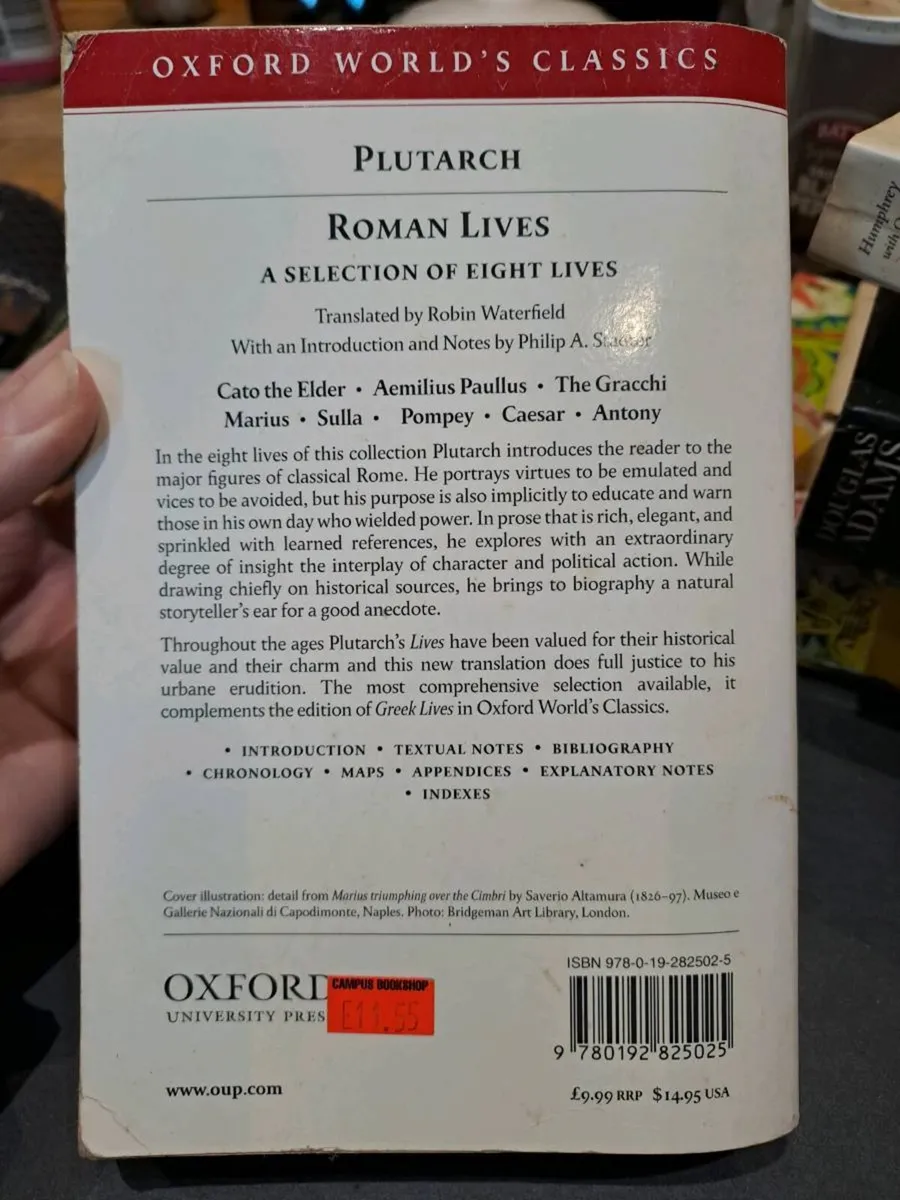 OXFORD WORLD'S CLASSICS
PLUTARCH
ROMAN LIVES
A SELECTION OF EIGHT LIVES
Translated by Robin Waterfield
With an Introduction and Notes by Philip A. Stadter
Cato the Elder • Aemilius Paullus • The Gracchi
Marius • Sulla • Pompey • Caesar • Antony
In the eight lives of this collection Plutarch introduces the reader to the
major figures of classical Rome. He portrays virtues to be emulated and
vices to be avoided, but his purpose is also implicitly to educate and warn
those in his own day who wielded power. In prose that is rich, elegant, and
sprinkled with learned references, he explores with an extraordinary
degree of insight the interplay of character and political action. While
drawing chiefly on historical sources, he brings to biography a natural
storyteller's ear for a good anecdote.
Throughout the ages Plutarch's Lives have been valued for their historical
value and their charm and this new translation does full justice to his
urbane erudition. The most comprehensive selection available, it
complements the edition of Greek Lives in Oxford World's Classics.
• INTRODUCTION • TEXTUAL NOTES • BIBLIOGRAPHY
• CHRONOLOGY • MAPS • APPENDICES • EXPLANATORY NOTES
• INDEXES
Cover illustration: detail from Marius triumphing over the Cimbri by Saverio Altamura (1826–97). Museo e
Gallerie Nazionali di Capodimonte, Naples. Photo: Bridgeman Art Library, London.
OXFORD
UNIVERSITY PRES
CAMPUS BOOKSHOP
£11.55
ISBN 978-0-19-282502-5
9 780192 825025
www.oup.com
£9.99 RRP $14.95 USA
Humphrey
with
DOUGLAS
ADAMS